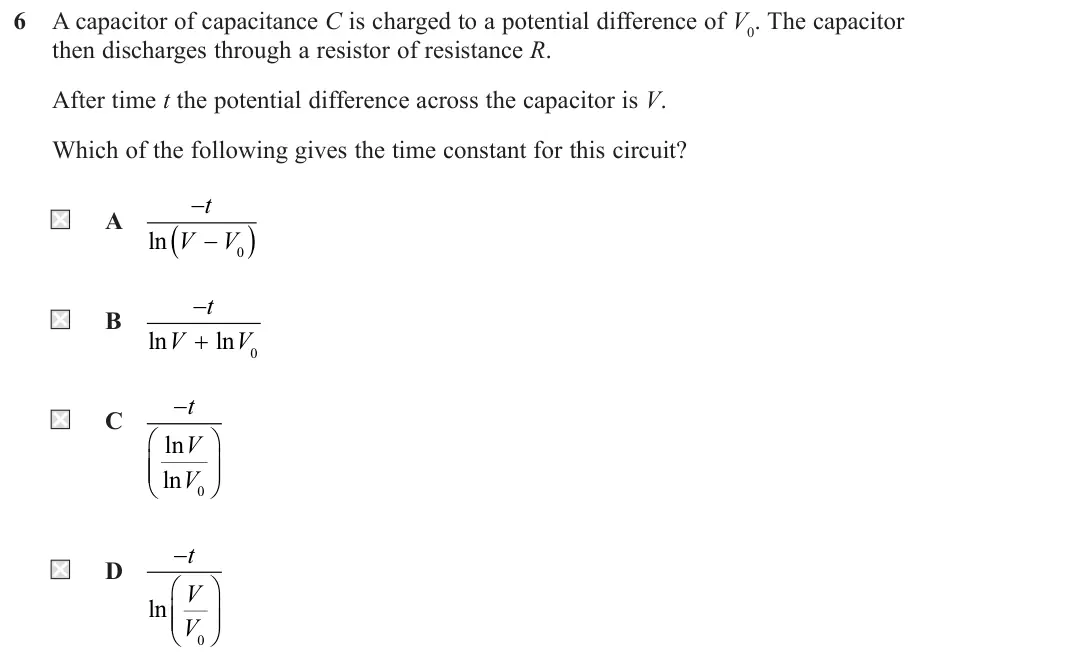 6 A capacitor of capacitance C is charged to a potential difference of V₀. The capacitor
then discharges through a resistor of resistance R.
After time t the potential difference across the capacitor is V.
Which of the following gives the time constant for this circuit?
A
−t
ln(V − V₀)
B
−t
ln V + ln V₀
C
−t
(ln V
ln V₀)
D
−t
ln(V
V₀)